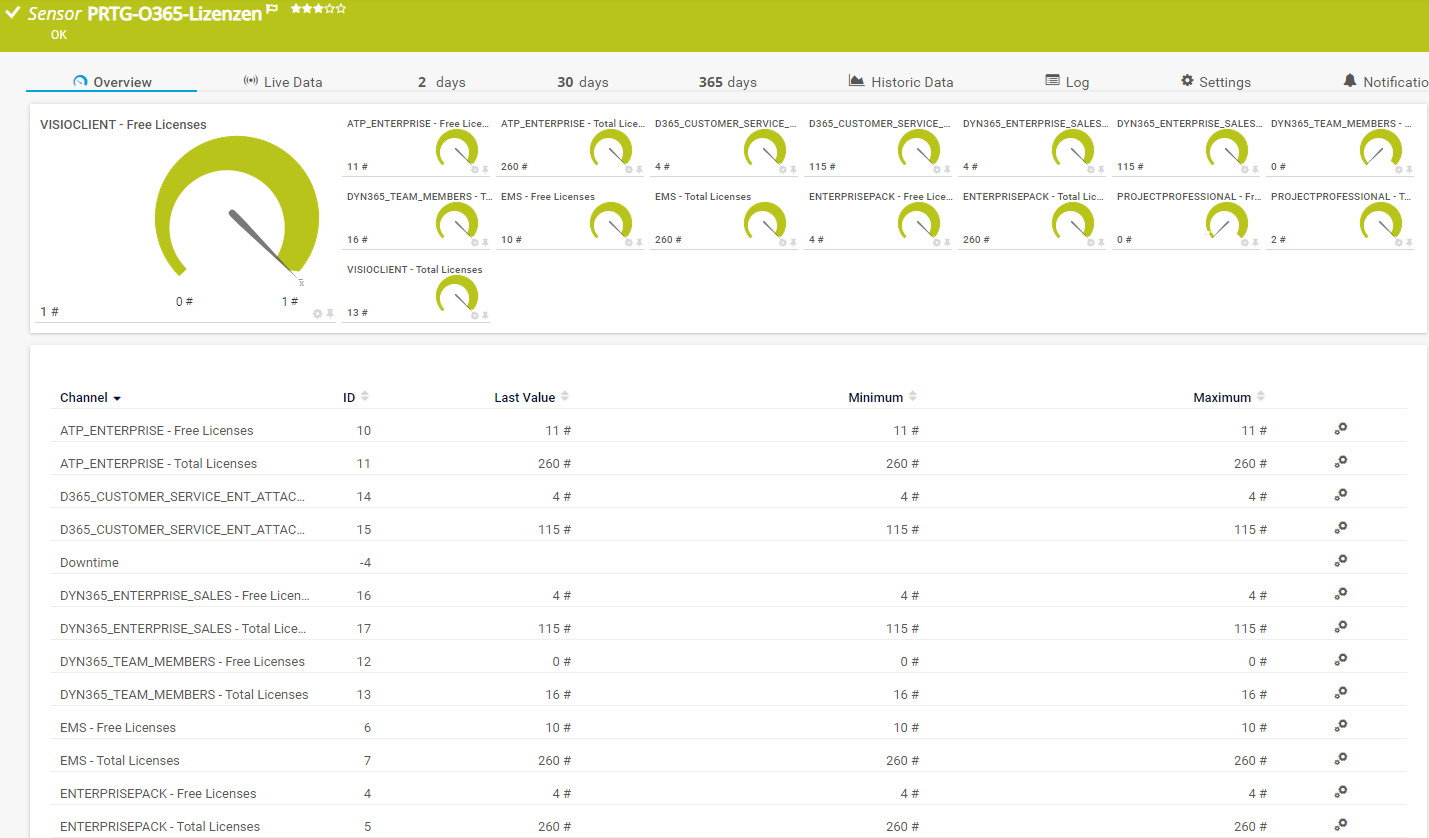 Sensor PRTG-O365-Lizenzen
OK
Overview Live Data 2 days 30 days 365 days Historic Data Log Settings Notificatio
VISIOCLIENT - Free Licenses
0 # 1 #
1 #
ATP_ENTERPRISE - Free Lice...
11 #
ATP_ENTERPRISE - Total Lice...
260 #
D365_CUSTOMER_SERVICE_...
4 #
D365_CUSTOMER_SERVICE_...
115 #
DYN365_ENTERPRISE_SALES...
4 #
DYN365_ENTERPRISE_SALES...
115 #
DYN365_TEAM_MEMBERS - ...
0 #
DYN365_TEAM_MEMBERS - T...
16 #
EMS - Free Licenses
10 #
EMS - Total Licenses
260 #
ENTERPRISEPACK - Free Lice...
4 #
ENTERPRISEPACK - Total Lic...
260 #
PROJECTPROFESSIONAL - Fr...
0 #
PROJECTPROFESSIONAL - T...
2 #
VISIOCLIENT - Total Licenses
13 #
Channel ID Last Value Minimum Maximum
ATP_ENTERPRISE - Free Licenses 10 11 # 11 # 11 #
ATP_ENTERPRISE - Total Licenses 11 260 # 260 # 260 #
D365_CUSTOMER_SERVICE_ENT_ATTAC... 14 4 # 4 # 4 #
D365_CUSTOMER_SERVICE_ENT_ATTAC... 15 115 # 115 # 115 #
Downtime -4
DYN365_ENTERPRISE_SALES - Free Licen... 16 4 # 4 # 4 #
DYN365_ENTERPRISE_SALES - Total Lice... 17 115 # 115 # 115 #
DYN365_TEAM_MEMBERS - Free Licenses 12 0 # 0 # 0 #
DYN365_TEAM_MEMBERS - Total Licenses 13 16 # 16 # 16 #
EMS - Free Licenses 6 10 # 10 # 10 #
EMS - Total Licenses 7 260 # 260 # 260 #
ENTERPRISEPACK - Free Licenses 4 4 # 4 # 4 #
ENTERPRISEPACK - Total Licenses 5 260 # 260 # 260 #